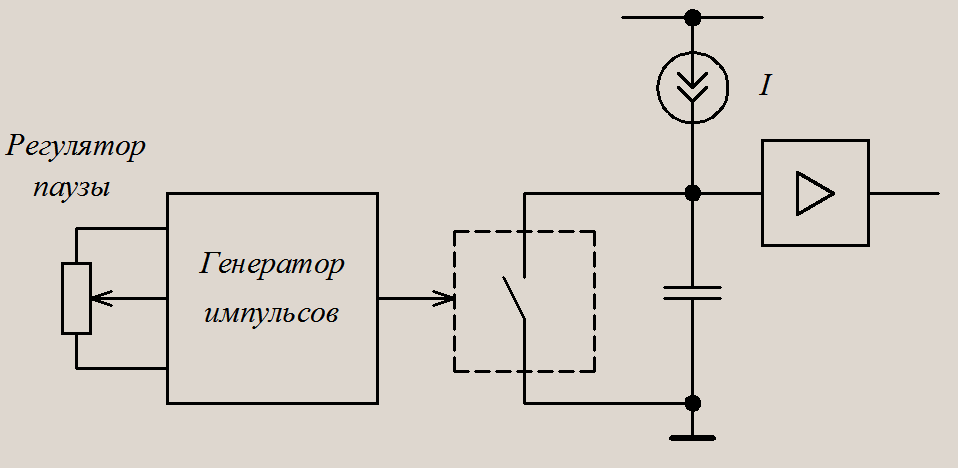 Регулятор
паузы
Генератор
импульсов
I